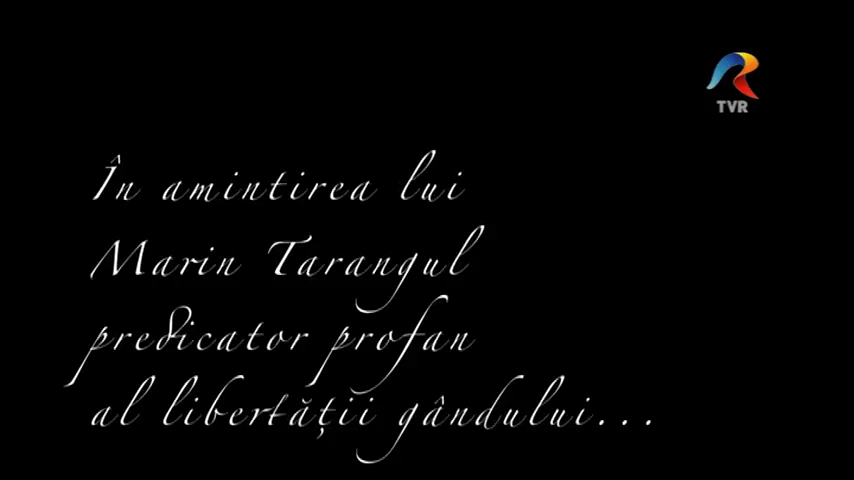 TVR
În amintirea lui
Marin Tarangul
predicator profan
al libertății gândului...